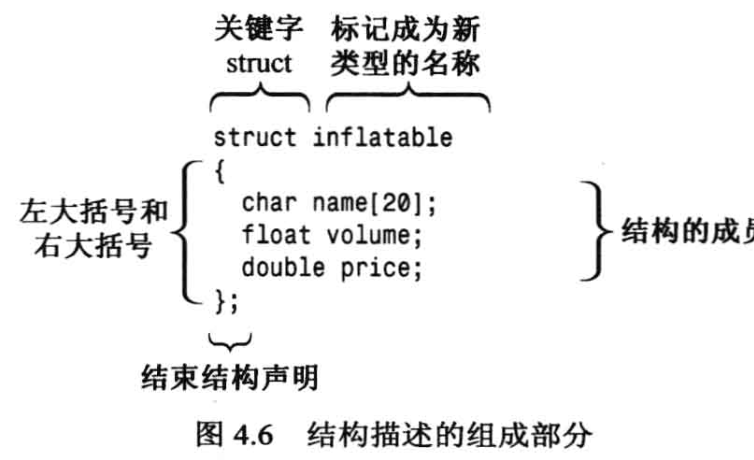 关键字
struct
标记成为新
类型的名称
struct inflatable
{
char name[20];
float volume;
double price;
};
左大括号和
右大括号
结构的成员
结束结构声明
图 4.6 结构描述的组成部分